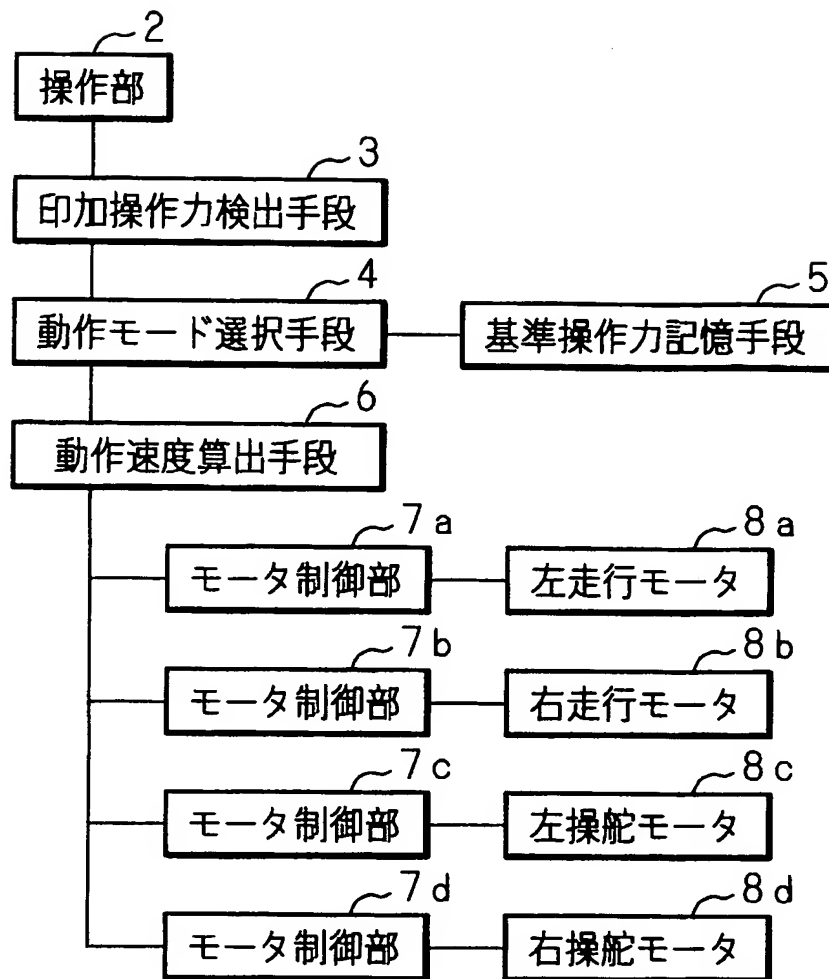 2
操作部
3
印加操作力検出手段
4
動作モード選択手段
5
基準操作力記憶手段
6
動作速度算出手段
7a
モータ制御部
8a
左走行モータ
7b
モータ制御部
8b
右走行モータ
7c
モータ制御部
8c
左操舵モータ
7d
モータ制御部
8d
右操舵モータ